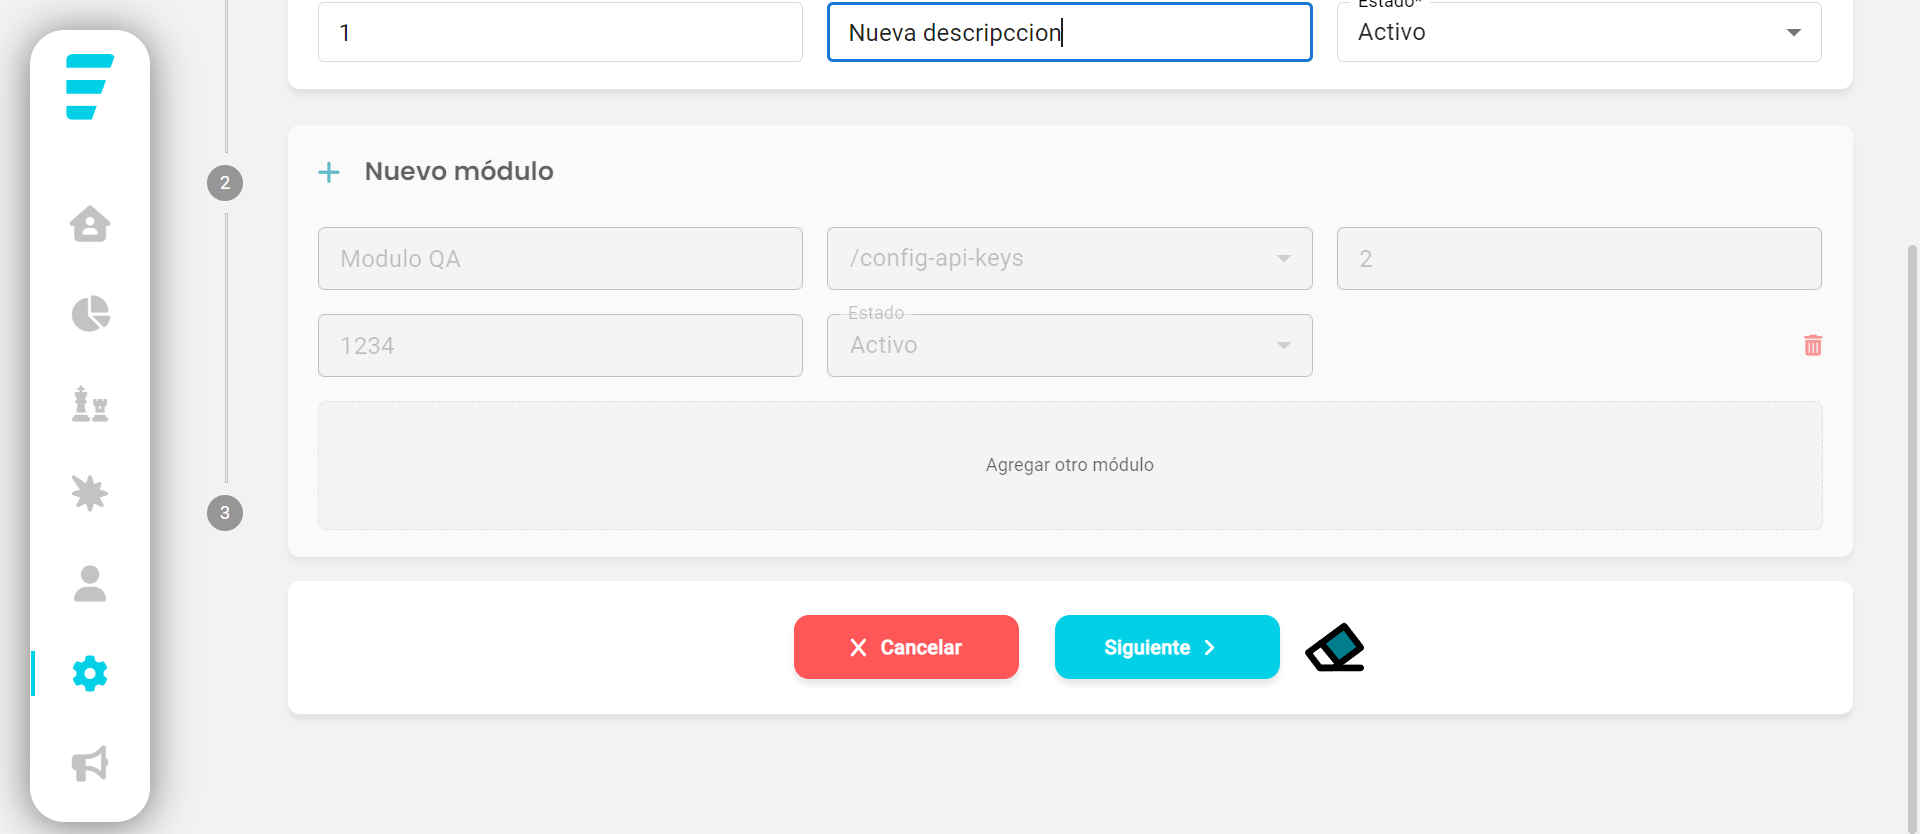 Estado*
1
Nueva descripccion
Activo
2
Nuevo módulo
Modulo QA
/config-api-keys
2
Estado
1234
Activo
Agregar otro módulo
3
Cancelar
Siguiente